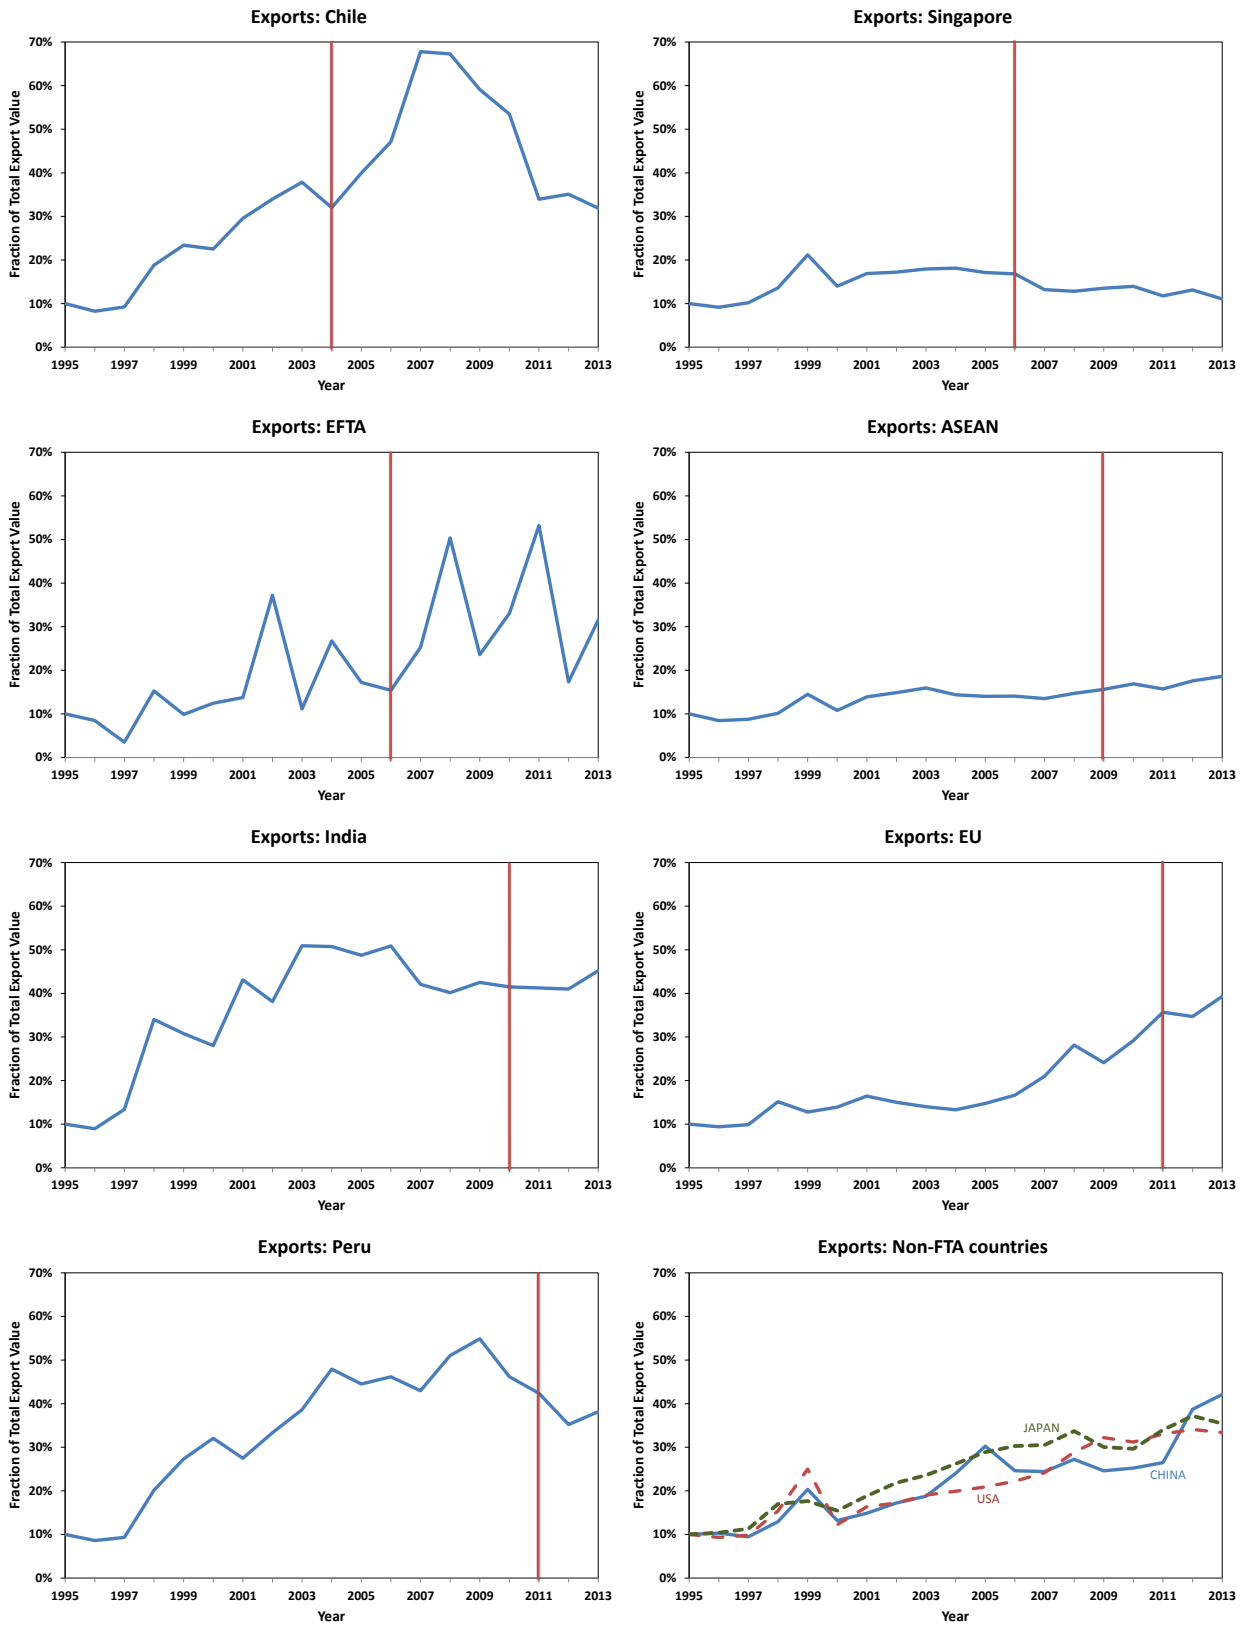 Exports: Chile
Fraction of Total Export Value
70%
60%
50%
40%
30%
20%
10%
0%
1995 1997 1999 2001 2003 2005 2007 2009 2011 2013
Year
Exports: Singapore
Fraction of Total Export Value
70%
60%
50%
40%
30%
20%
10%
0%
1995 1997 1999 2001 2003 2005 2007 2009 2011 2013
Year
Exports: EFTA
Fraction of Total Export Value
70%
60%
50%
40%
30%
20%
10%
0%
1995 1997 1999 2001 2003 2005 2007 2009 2011 2013
Year
Exports: ASEAN
Fraction of Total Export Value
70%
60%
50%
40%
30%
20%
10%
0%
1995 1997 1999 2001 2003 2005 2007 2009 2011 2013
Year
Exports: India
Fraction of Total Export Value
70%
60%
50%
40%
30%
20%
10%
0%
1995 1997 1999 2001 2003 2005 2007 2009 2011 2013
Year
Exports: EU
Fraction of Total Export Value
70%
60%
50%
40%
30%
20%
10%
0%
1995 1997 1999 2001 2003 2005 2007 2009 2011 2013
Year
Exports: Peru
Fraction of Total Export Value
70%
60%
50%
40%
30%
20%
10%
0%
1995 1997 1999 2001 2003 2005 2007 2009 2011 2013
Year
Exports: Non-FTA countries
Fraction of Total Export Value
70%
60%
50%
40%
30%
20%
10%
0%
JAPAN
CHINA
USA
1995 1997 1999 2001 2003 2005 2007 2009 2011 2013
Year